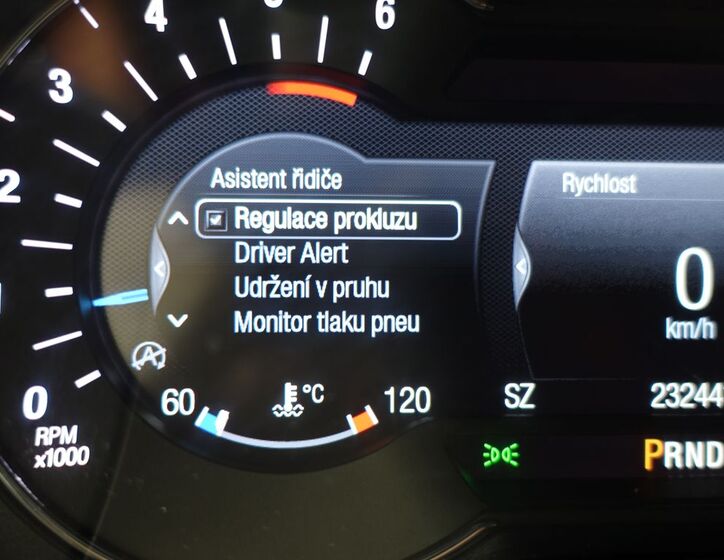 5
6
4
3
2
1
0
RPM
x1000
Asistent řidiče
Regulace prokluzu
Driver Alert
Udržení v pruhu
Monitor tlaku pneu
60
°C
120
Rychlost
0
km/h
SZ
23244
PRND